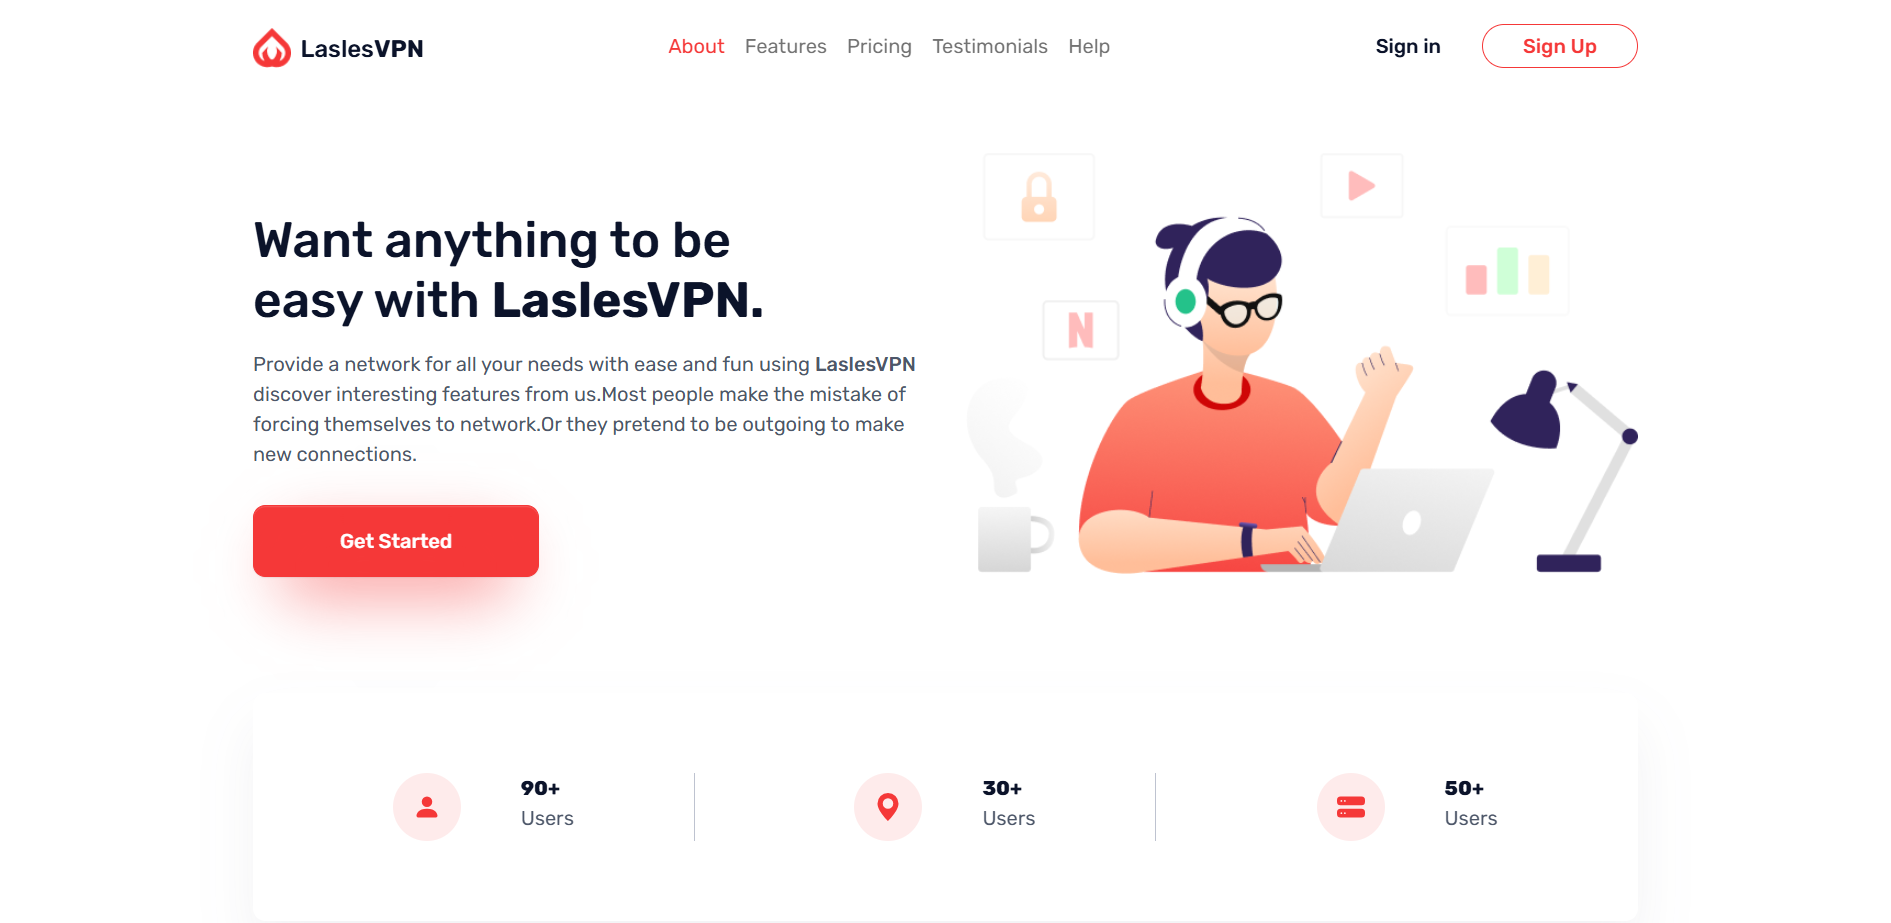 LaslesVPN
About Features Pricing Testimonials Help
Sign in
Sign Up
Want anything to be
easy with LaslesVPN.
Provide a network for all your needs with ease and fun using LaslesVPN
discover interesting features from us.Most people make the mistake of
forcing themselves to network.Or they pretend to be outgoing to make
new connections.
Get Started
N
90+
Users
30+
Users
50+
Users